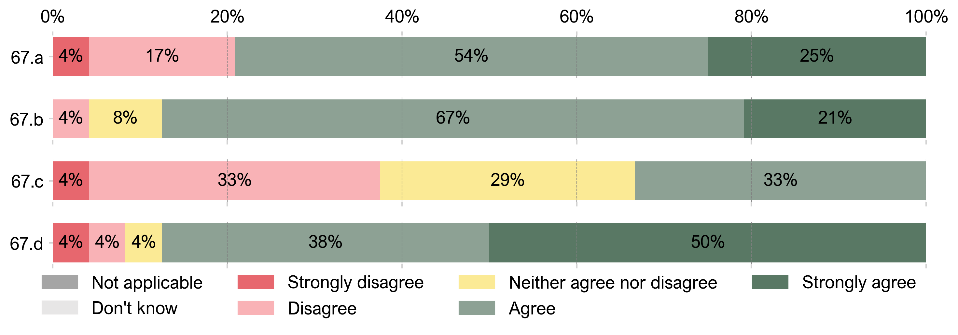 0% 20% 40% 60% 80% 100%
67.a 4% 17% 54% 25%
67.b 4% 8% 67% 21%
67.c 4% 33% 29% 33%
67.d 4% 4% 4% 38% 50%
Not applicable Strongly disagree Neither agree nor disagree Strongly agree
Don't know Disagree Agree